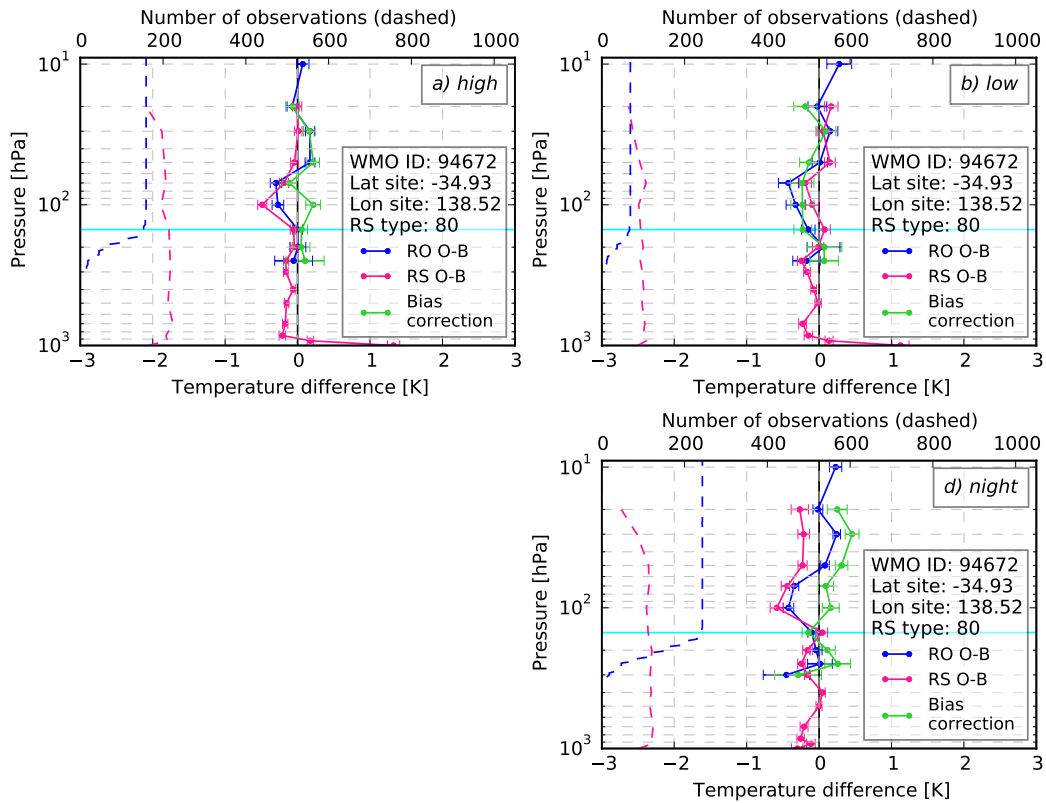 Number of observations (dashed)
0 200 400 600 800 1000
10¹
10²
10³
Pressure [hPa]
a) high
WMO ID: 94672
Lat site: -34.93
Lon site: 138.52
RS type: 80
RO O-B
RS O-B
Bias
correction
−3 −2 −1 0 1 2 3
Temperature difference [K]
Number of observations (dashed)
0 200 400 600 800 1000
10¹
10²
10³
Pressure [hPa]
b) low
WMO ID: 94672
Lat site: -34.93
Lon site: 138.52
RS type: 80
RO O-B
RS O-B
Bias
correction
−3 −2 −1 0 1 2 3
Temperature difference [K]
Number of observations (dashed)
0 200 400 600 800 1000
10¹
10²
10³
Pressure [hPa]
d) night
WMO ID: 94672
Lat site: -34.93
Lon site: 138.52
RS type: 80
RO O-B
RS O-B
Bias
correction
−3 −2 −1 0 1 2 3
Temperature difference [K]